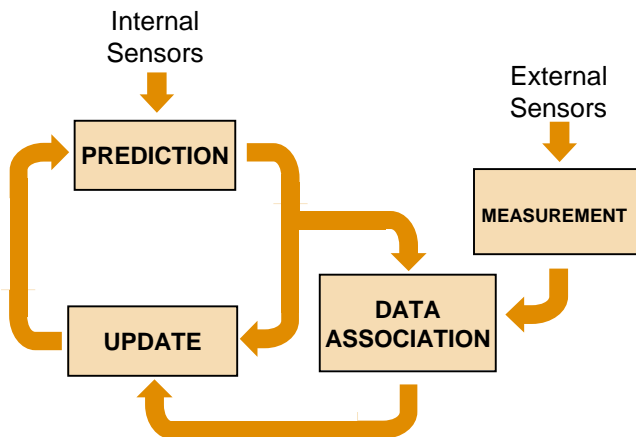 Internal
Sensors
External
Sensors
PREDICTION
MEASUREMENT
DATA
ASSOCIATION
UPDATE